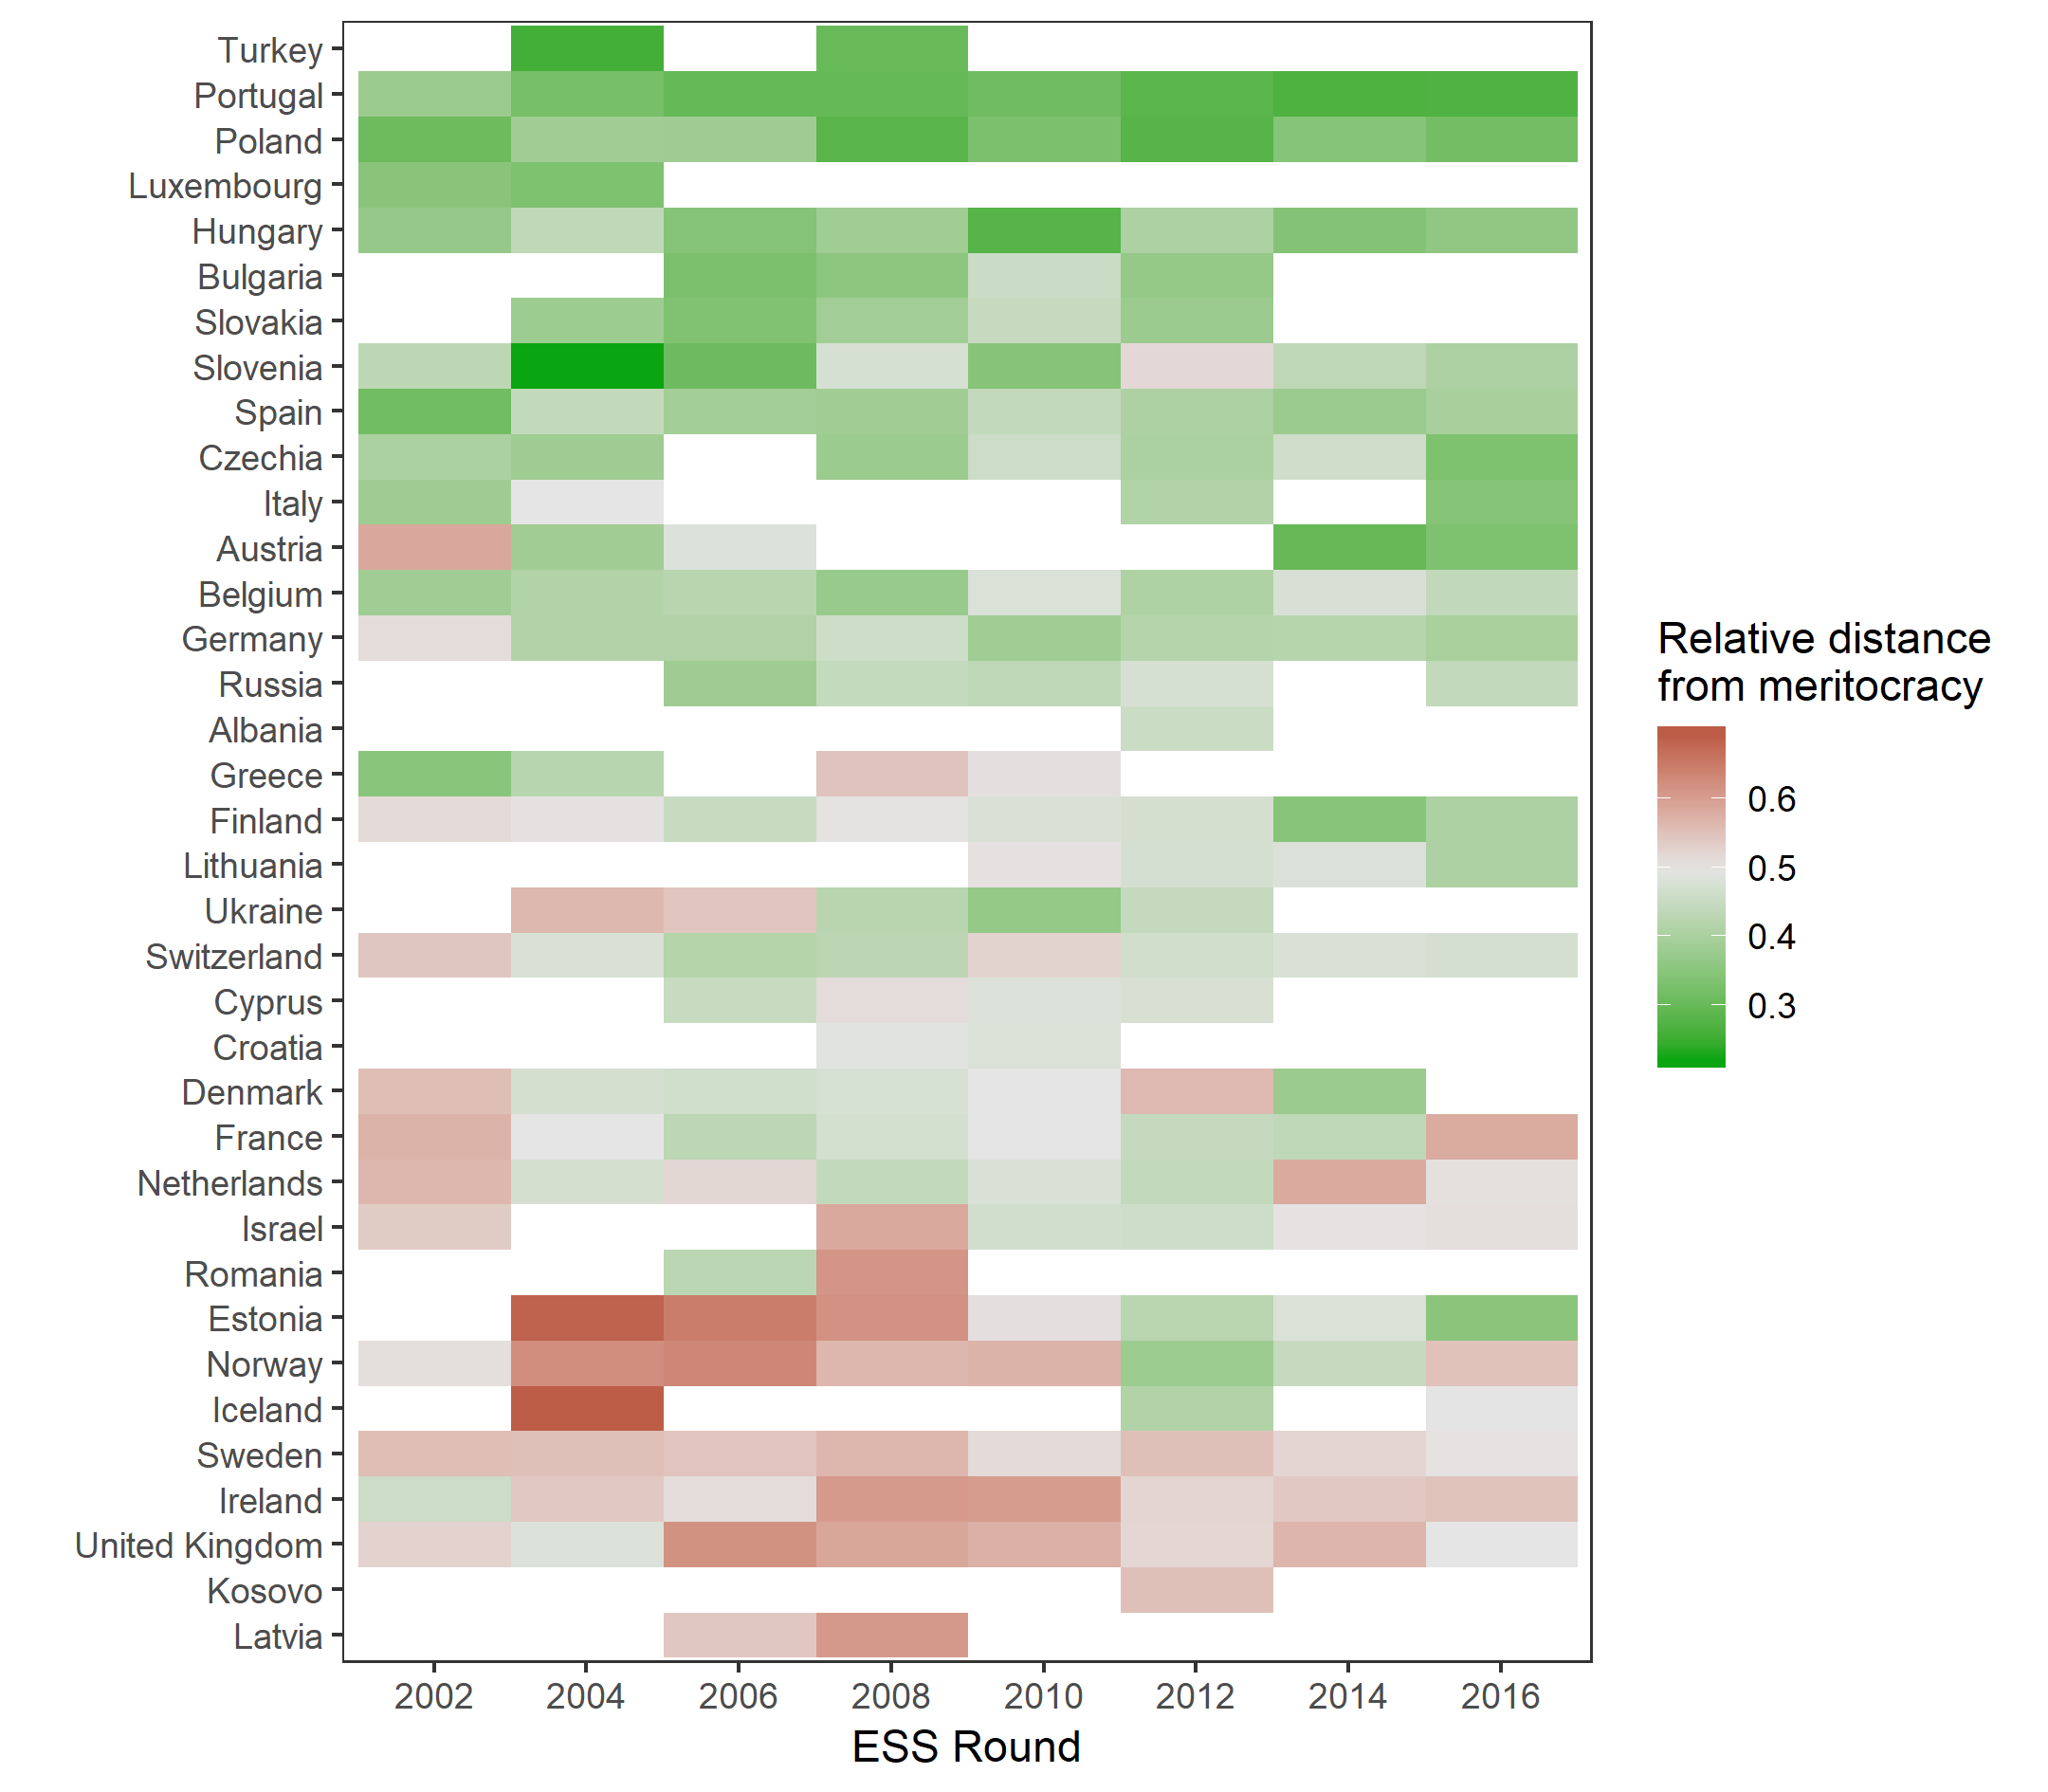 Turkey
Portugal
Poland
Luxembourg
Hungary
Bulgaria
Slovakia
Slovenia
Spain
Czechia
Italy
Austria
Belgium
Germany
Russia
Albania
Greece
Finland
Lithuania
Ukraine
Switzerland
Cyprus
Croatia
Denmark
France
Netherlands
Israel
Romania
Estonia
Norway
Iceland
Sweden
Ireland
United Kingdom
Kosovo
Latvia
2002 2004 2006 2008 2010 2012 2014 2016
ESS Round
Relative distance
from meritocracy
0.6
0.5
0.4
0.3